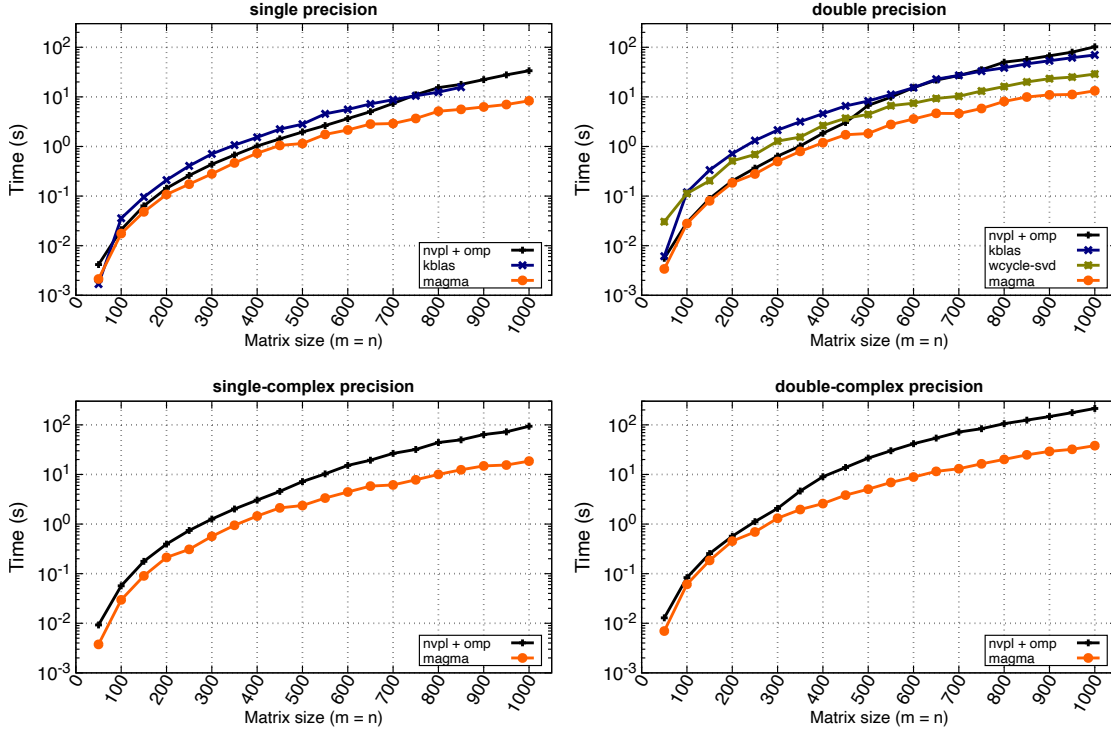 single precision
Time (s)
10^2
10^1
10^0
10^-1
10^-2
10^-3
nvpl + omp
kblas
magma
0 100 200 300 400 500 600 700 800 900 1000
Matrix size (m = n)
double precision
Time (s)
10^2
10^1
10^0
10^-1
10^-2
10^-3
nvpl + omp
kblas
wcycle-svd
magma
0 100 200 300 400 500 600 700 800 900 1000
Matrix size (m = n)
single-complex precision
Time (s)
10^2
10^1
10^0
10^-1
10^-2
10^-3
nvpl + omp
magma
0 100 200 300 400 500 600 700 800 900 1000
Matrix size (m = n)
double-complex precision
Time (s)
10^2
10^1
10^0
10^-1
10^-2
10^-3
nvpl + omp
magma
0 100 200 300 400 500 600 700 800 900 1000
Matrix size (m = n)